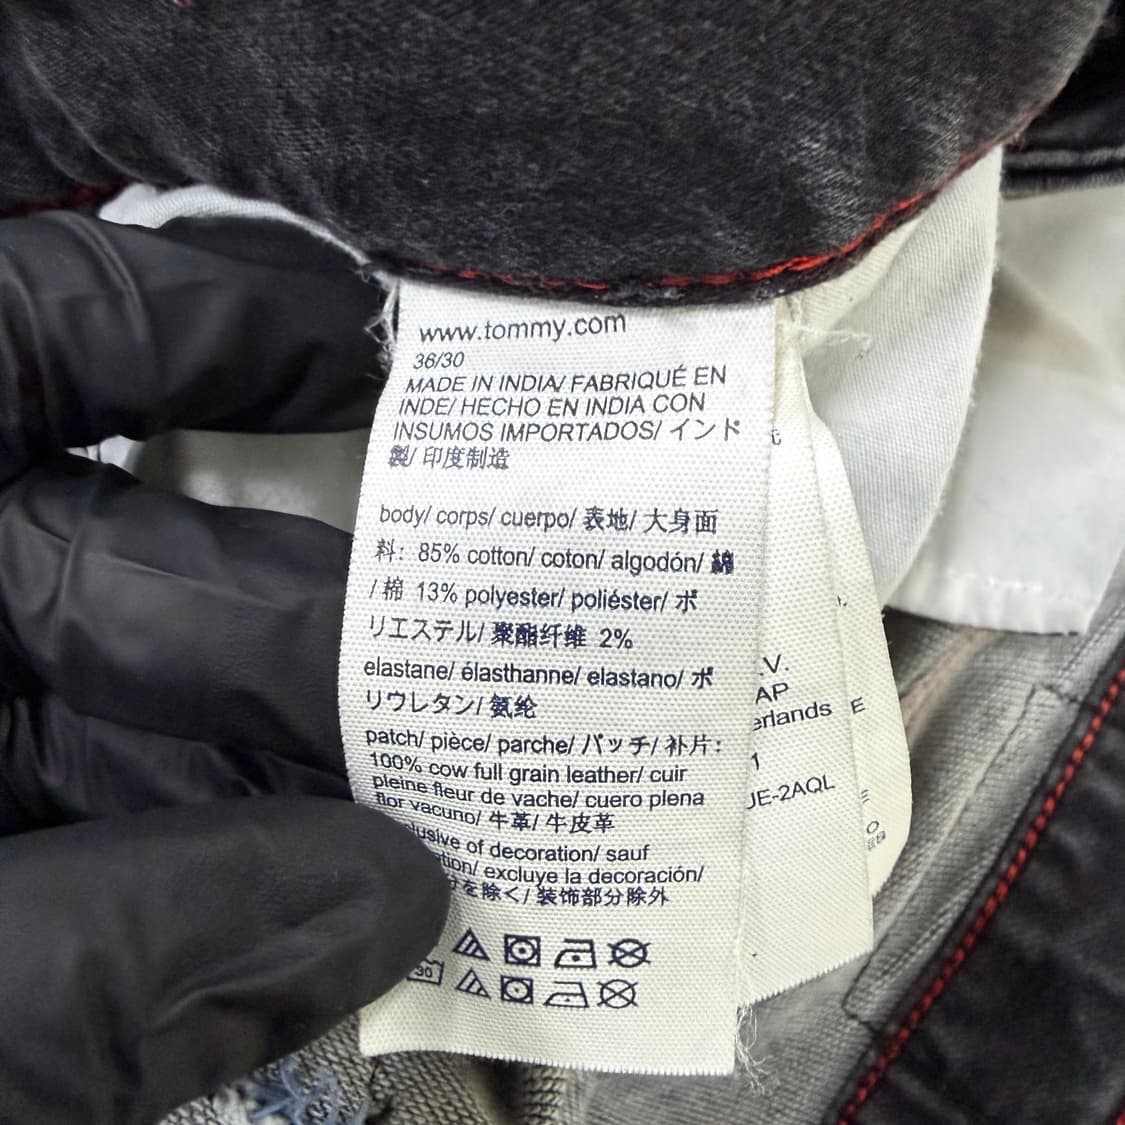 www.tommy.com
36/30
MADE IN INDIA/ FABRIQUÉ EN
INDE/ HECHO EN INDIA CON
INSUMOS IMPORTADOS/ インド
製/ 印度制造
body/ corps/ cuerpo/ 表地/ 大身面
料: 85% cotton/ coton/ algodón/ 綿
/ 棉 13% polyester/ poliéster/ ポ
リエステル/ 聚酯纤维 2%
elastane/ élasthanne/ elastano/ ポ
リウレタン/ 氨纶
patch/ pièce/ parche/ パッチ/ 补片:
100% cow full grain leather/ cuir
pleine fleur de vache/ cuero plena
flor vacuno/ 牛革/ 牛皮革
lusive of decoration/ sauf
tion/ excluye la decoración/
を除く/ 装饰部分除外
30
.V.
AP
erlands
1
JE-2AQL
E
E
O